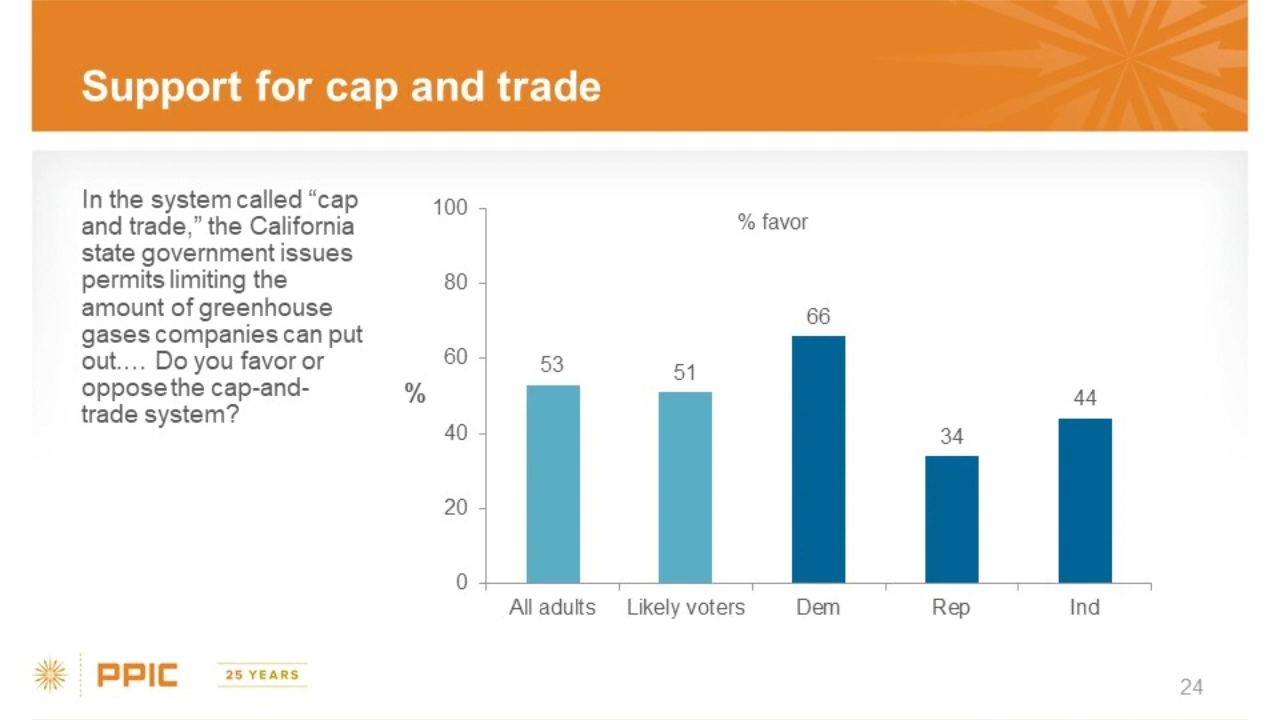 Support for cap and trade
In the system called “cap
and trade,” the California
state government issues
permits limiting the
amount of greenhouse
gases companies can put
out.… Do you favor or
oppose the cap-and-
trade system?
% favor
%
100
80
60
40
20
0
53
51
66
34
44
All adults
Likely voters
Dem
Rep
Ind
PPIC
25 YEARS
24